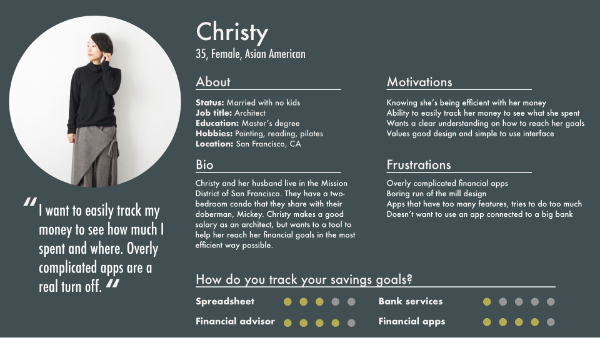 Christy
35, Female, Asian American
About
Status: Married with no kids
Job title: Architect
Education: Master's degree
Hobbies: Painting, reading, pilates
Location: San Francisco, CA
Motivations
Knowing she's being efficient with her money
Ability to easily track her money to see what she spent
Wants a clear understanding on how to reach her goals
Values good design and simple to use interface
Bio
Christy and her husband live in the Mission
District of San Francisco. They have a two-
bedroom condo that they share with their
doberman, Mickey. Christy makes a good
salary as an architect, but wants to a tool to
help her reach her financial goals in the most
efficient way possible.
Frustrations
Overly complicated financial apps
Boring run of the mill design
Apps that have too many features, tries to do too much
Doesn't want to use an app connected to a big bank
“I want to easily track my
money to see how much I
spent and where. Overly
complicated apps are a
real turn off. “
How do you track your savings goals?
Spreadsheet
Bank services
Financial advisor
Financial apps